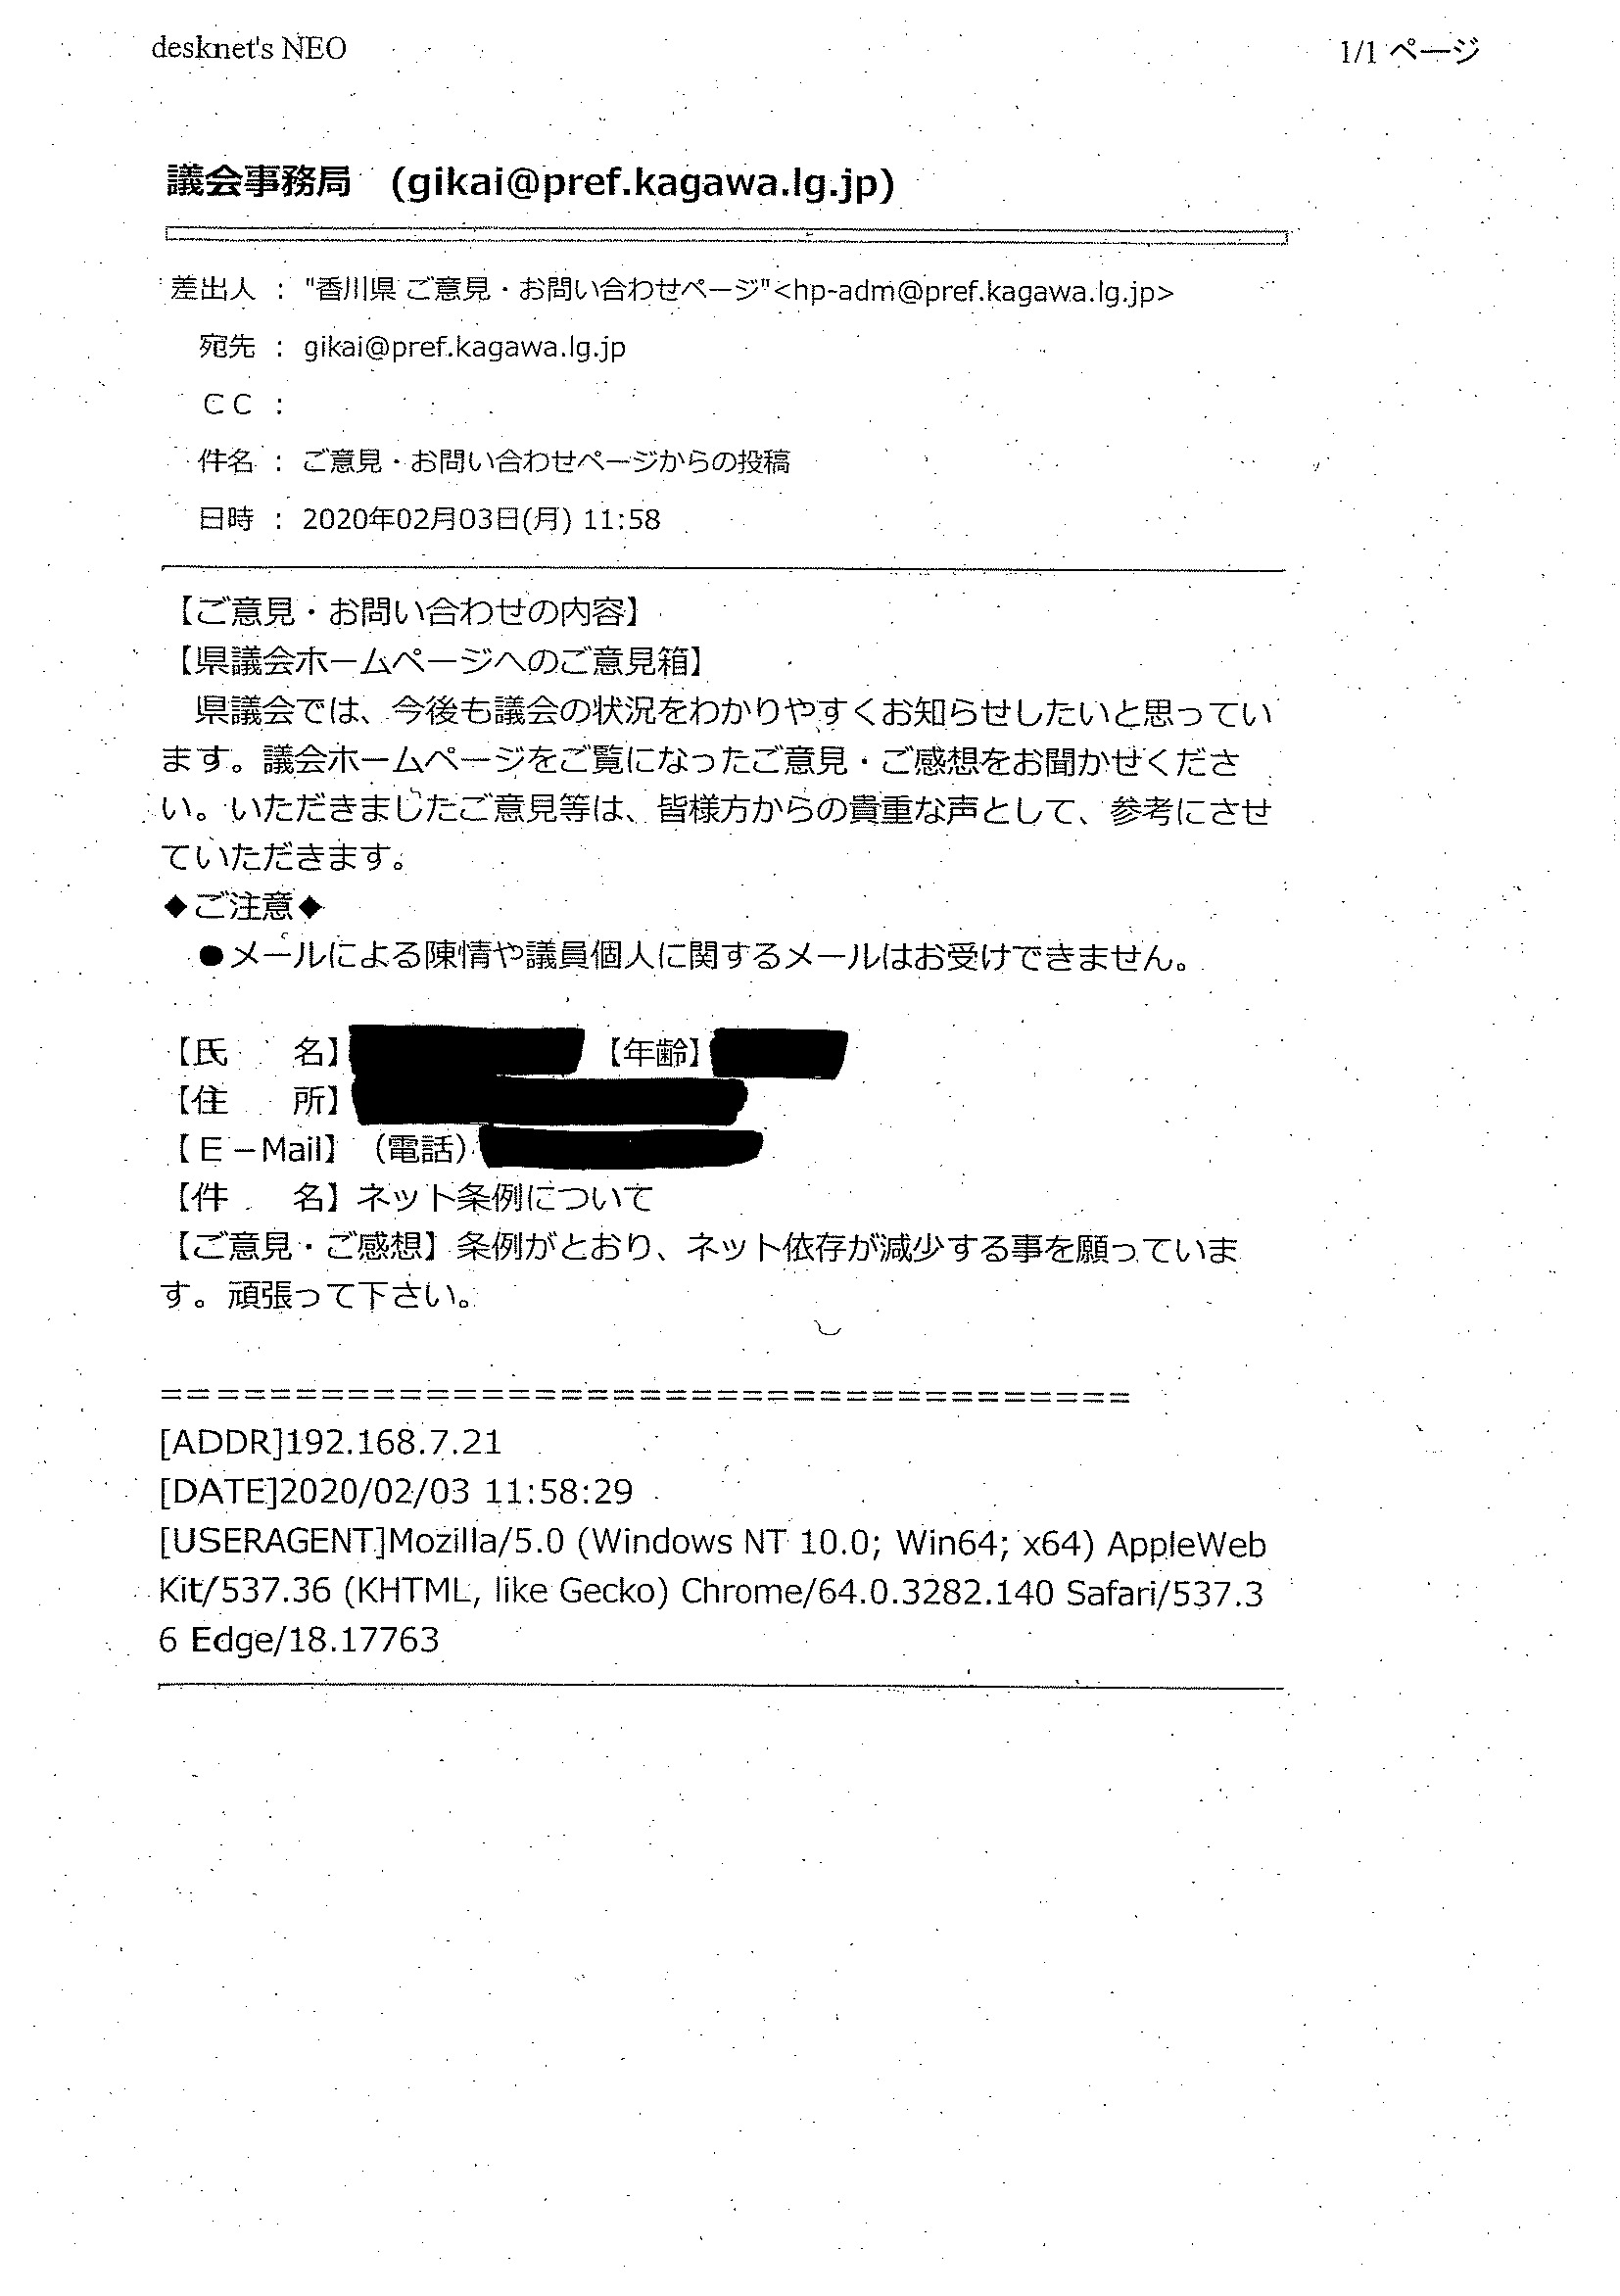 desknet's NEO
1/1 ページ
議会事務局 (gikai@pref.kagawa.lg.jp)
差出人 : "香川県 ご意見・お問い合わせページ"<hp-adm@pref.kagawa.lg.jp>
宛先 : gikai@pref.kagawa.lg.jp
ＣＣ :
件名 : ご意見・お問い合わせページからの投稿
日時 : 2020年02月03日(月) 11:58
【ご意見・お問い合わせの内容】
【県議会ホームページへのご意見箱】
　県議会では、今後も議会の状況をわかりやすくお知らせしたいと思ってい
ます。議会ホームページをご覧になったご意見・ご感想をお聞かせくださ
い。いただきましたご意見等は、皆様方からの貴重な声として、参考にさせ
ていただきます。
◆ご注意◆
　●メールによる陳情や議員個人に関するメールはお受けできません。
【氏　　名】 【年齢】
【住　　所】
【Ｅ－Mail】（電話）
【件　　名】ネット条例について
【ご意見・ご感想】条例がとおり、ネット依存が減少する事を願っていま
す。頑張って下さい。
=====================================
[ADDR]192.168.7.21
[DATE]2020/02/03 11:58:29
[USERAGENT]Mozilla/5.0 (Windows NT 10.0; Win64; x64) AppleWeb
Kit/537.36 (KHTML, like Gecko) Chrome/64.0.3282.140 Safari/537.3
6 Edge/18.17763